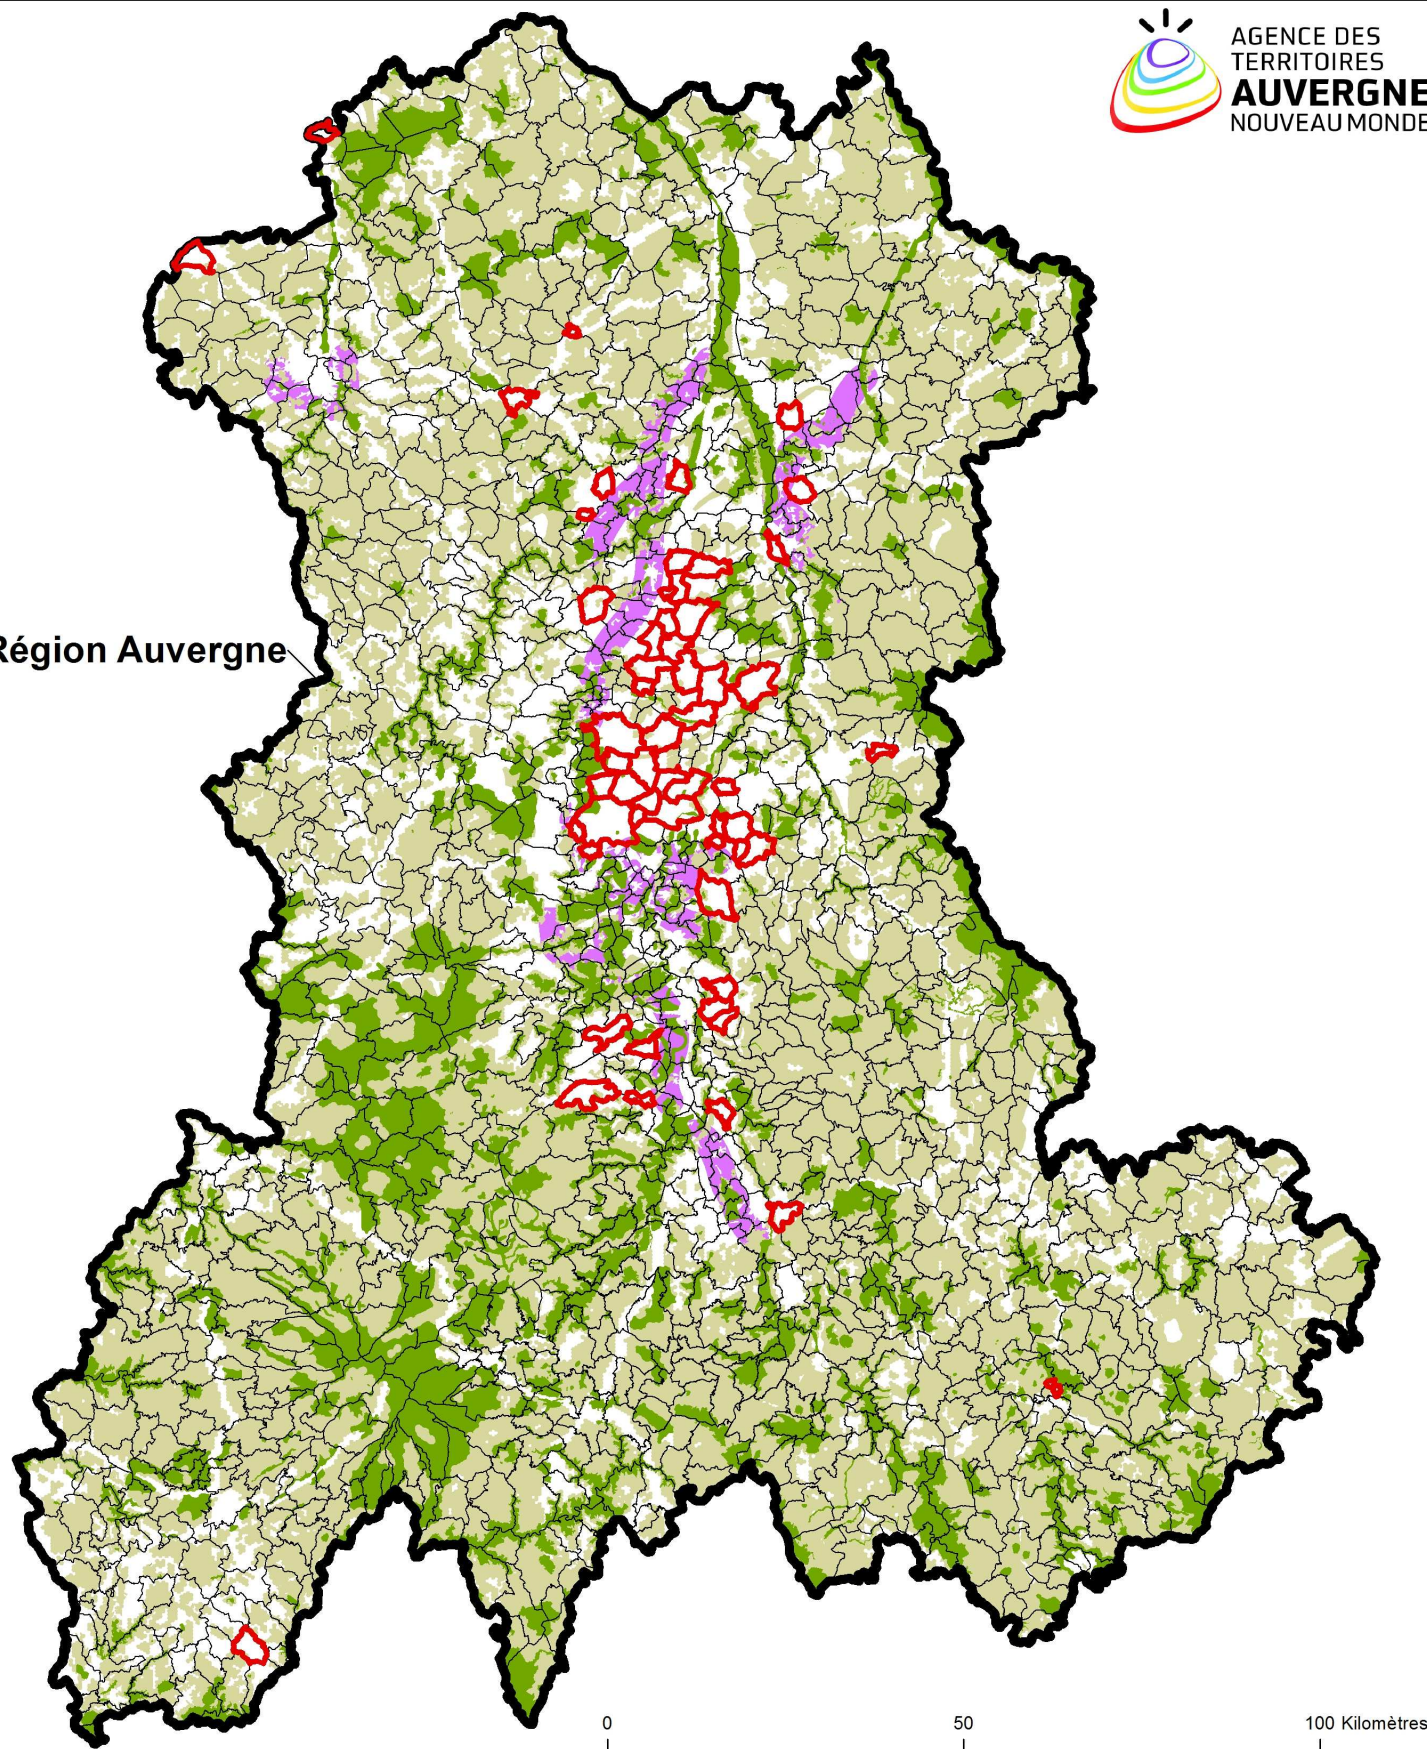 AGENCE DES
TERRITOIRES
AUVERGNE
NOUVEAU MONDE
Région Auvergne
0 50 100 Kilomètres